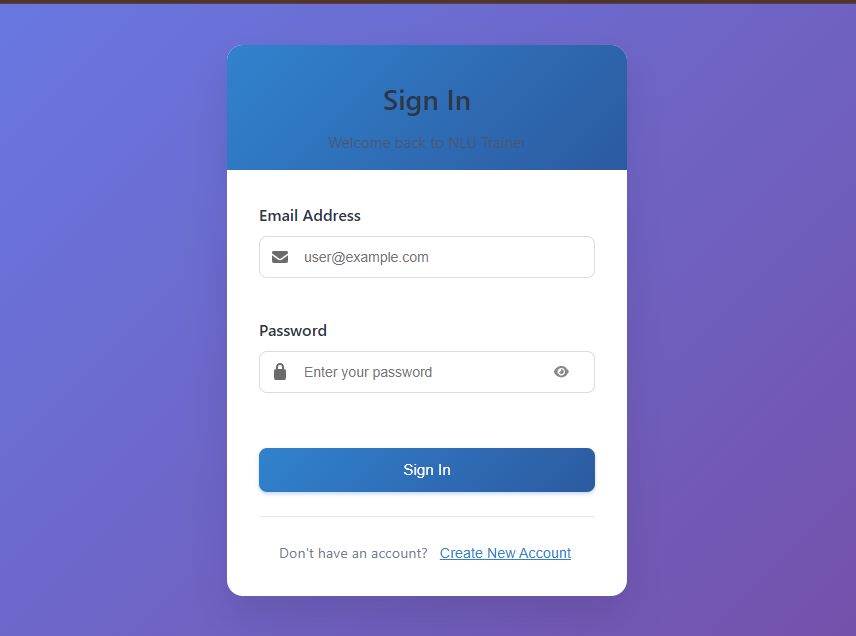 Sign In
Welcome back to NLU Trainer
Email Address
user@example.com
Password
Enter your password
Sign In
Don't have an account? Create New Account